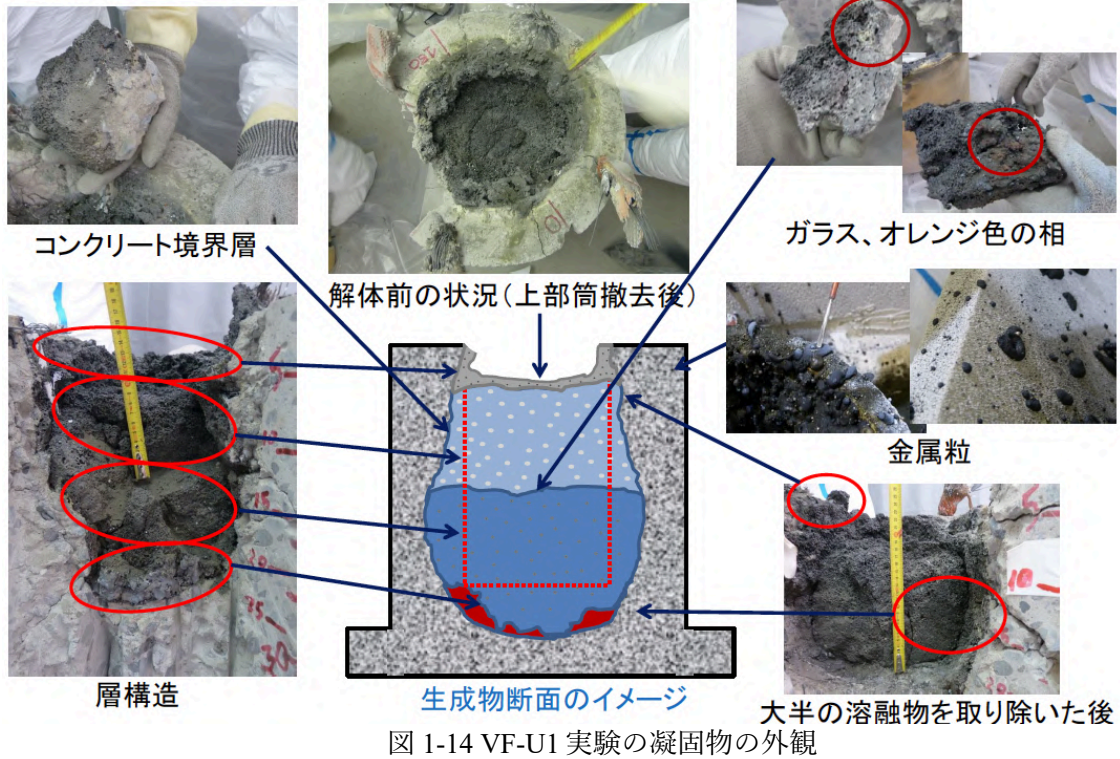 コンクリート境界層
解体前の状況(上部筒撤去後)
ガラス、オレンジ色の相
金属粒
層構造
生成物断面のイメージ
大半の溶融物を取り除いた後
図 1-14 VF-U1 実験の凝固物の外観